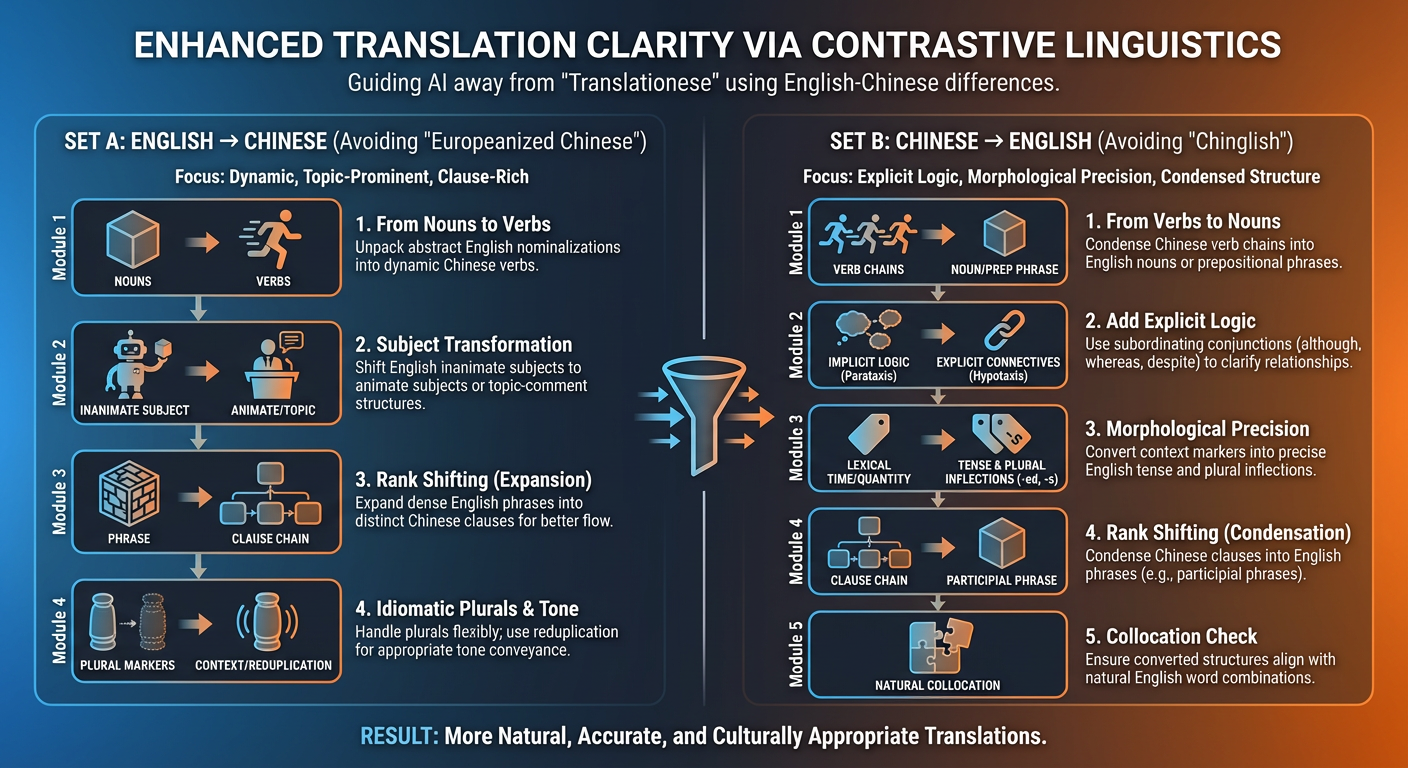 ENHANCED TRANSLATION CLARITY VIA CONTRASTIVE LINGUISTICS
Guiding AI away from "Translationese" using English-Chinese differences.
SET A: ENGLISH → CHINESE (Avoiding "Europeanized Chinese")
Focus: Dynamic, Topic-Prominent, Clause-Rich
Module 1
NOUNS
VERBS
1. From Nouns to Verbs
Unpack abstract English nominalizations
into dynamic Chinese verbs.
Module 2
INANIMATE SUBJECT
ANIMATE/TOPIC
2. Subject Transformation
Shift English inanimate subjects to
animate subjects or topic-comment
structures.
Module 3
PHRASE
CLAUSE CHAIN
3. Rank Shifting (Expansion)
Expand dense English phrases into
distinct Chinese clauses for better flow.
Module 4
PLURAL MARKERS
CONTEXT/REDUPLICATION
4. Idiomatic Plurals & Tone
Handle plurals flexibly; use reduplication
for appropriate tone conveyance.
SET B: CHINESE → ENGLISH (Avoiding "Chinglish")
Focus: Explicit Logic, Morphological Precision, Condensed Structure
Module 1
VERB CHAINS
NOUN/PREP PHRASE
1. From Verbs to Nouns
Condense Chinese verb chains into
English nouns or prepositional phrases.
Module 2
IMPLICIT LOGIC
(Parataxis)
EXPLICIT CONNECTIVES
(Hypotaxis)
2. Add Explicit Logic
Use subordinating conjunctions (although,
whereas, despite) to clarify relationships.
Module 3
LEXICAL
TIME/QUANTITY
-S
TENSE & PLURAL
INFLECTIONS (-ed, -s)
3. Morphological Precision
Convert context markers into precise
English tense and plural inflections.
Module 4
CLAUSE CHAIN
PARTICIPIAL PHRASE
4. Rank Shifting (Condensation)
Condense Chinese clauses into English
phrases (e.g., participial phrases).
Module 5
NATURAL COLLOCATION
5. Collocation Check
Ensure converted structures align with
natural English word combinations.
RESULT: More Natural, Accurate, and Culturally Appropriate Translations.